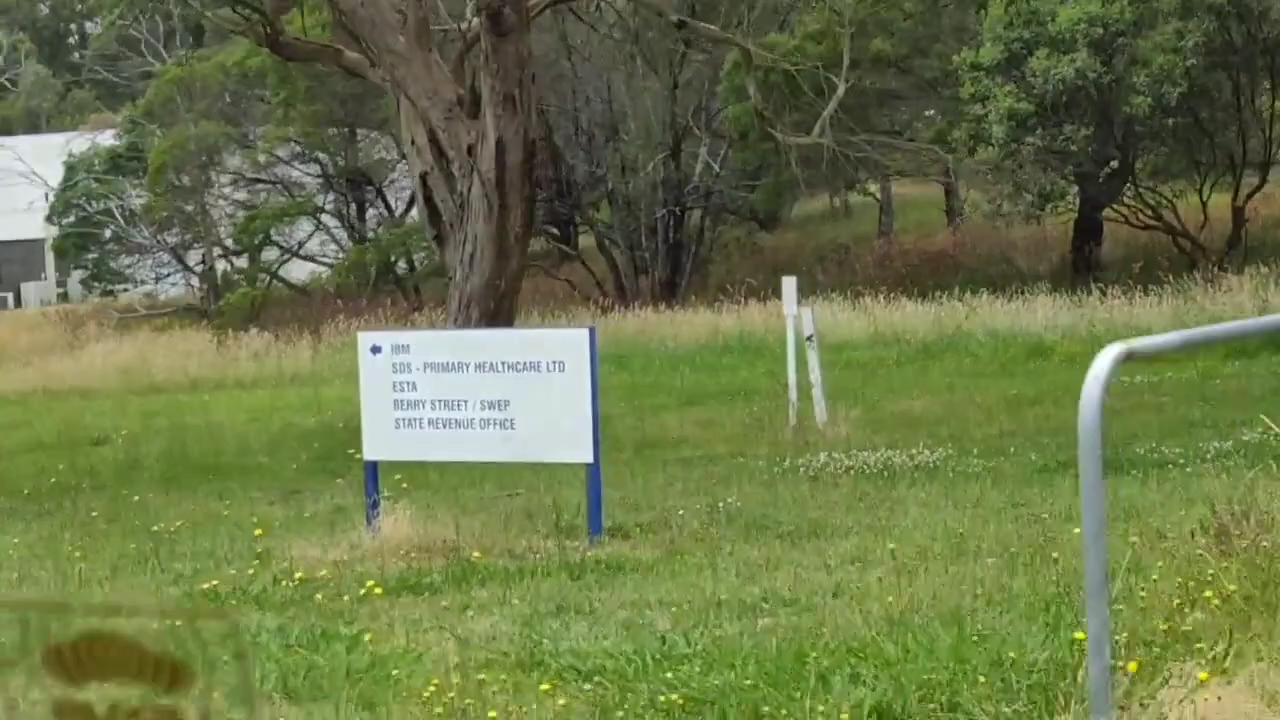 IBM
SDS - PRIMARY HEALTHCARE LTD
ESTA
BERRY STREET / SWEP
STATE REVENUE OFFICE